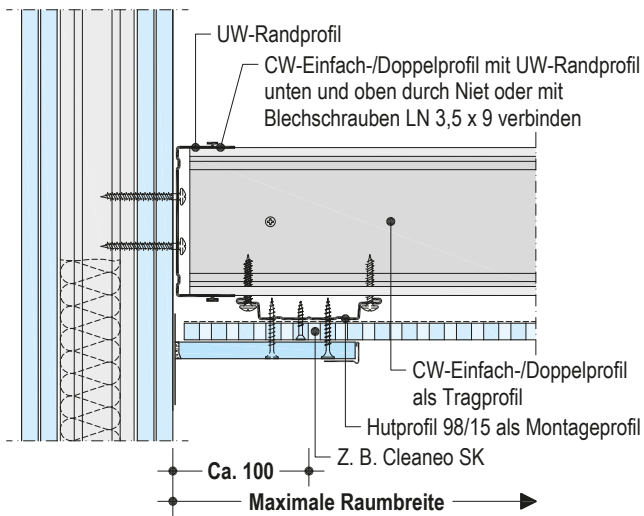 UW-Randprofil
CW-Einfach-/Doppelprofil mit UW-Randprofil
unten und oben durch Niet oder mit
Blechschrauben LN 3,5 x 9 verbinden
CW-Einfach-/Doppelprofil
als Tragprofil
Hutprofil 98/15 als Montageprofil
Z. B. Cleaneo SK
Ca. 100
Maximale Raumbreite